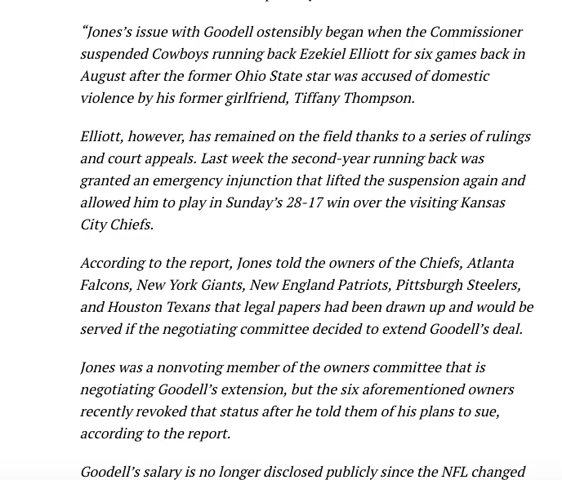 “Jones’s issue with Goodell ostensibly began when the Commissioner
suspended Cowboys running back Ezekiel Elliott for six games back in
August after the former Ohio State star was accused of domestic
violence by his former girlfriend, Tiffany Thompson.
Elliott, however, has remained on the field thanks to a series of rulings
and court appeals. Last week the second-year running back was
granted an emergency injunction that lifted the suspension again and
allowed him to play in Sunday’s 28-17 win over the visiting Kansas
City Chiefs.
According to the report, Jones told the owners of the Chiefs, Atlanta
Falcons, New York Giants, New England Patriots, Pittsburgh Steelers,
and Houston Texans that legal papers had been drawn up and would be
served if the negotiating committee decided to extend Goodell’s deal.
Jones was a nonvoting member of the owners committee that is
negotiating Goodell’s extension, but the six aforementioned owners
recently revoked that status after he told them of his plans to sue,
according to the report.
Goodell’s salary is no longer disclosed publicly since the NFL changed